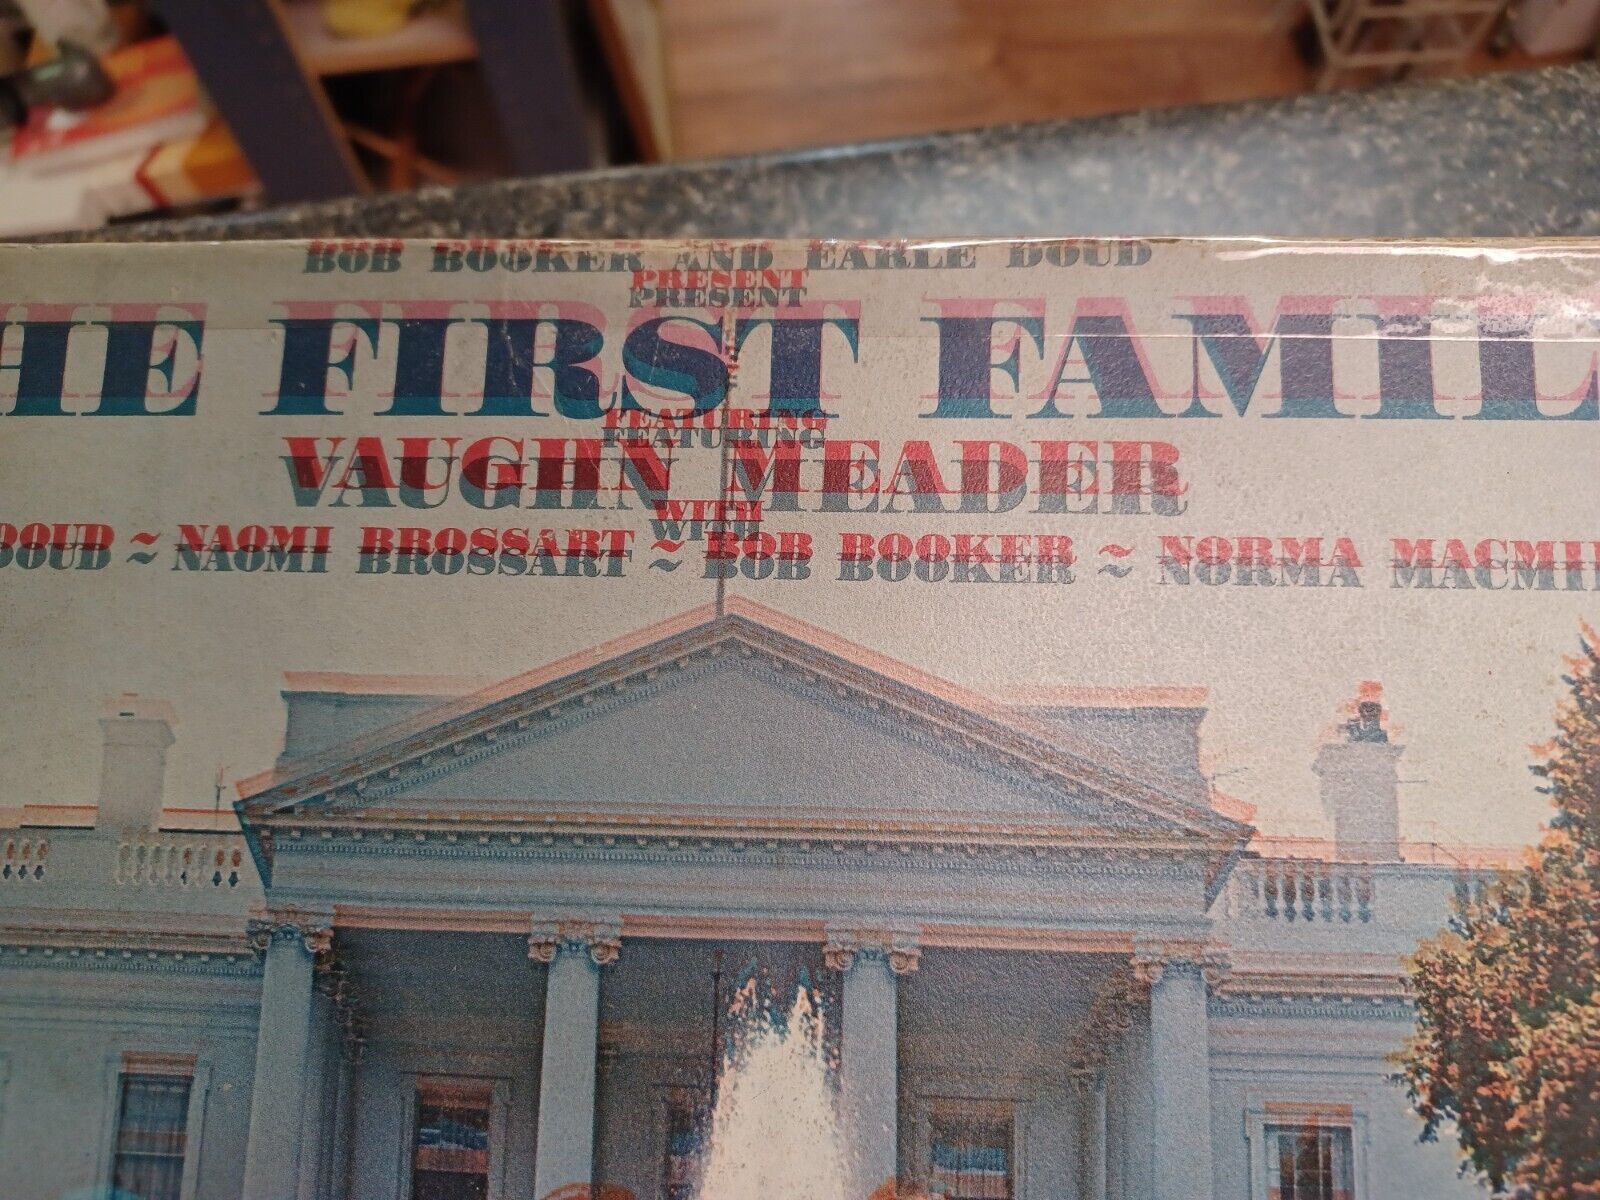 BOB BOOKER AND EARLE DOUD
PRESENT
HE FIRST FAMIL
FEATURING
VAUGHN MEADER
WITH
DOUD ~ NAOMI BROSSART ~ BOB BOOKER ~ NORMA MACMI